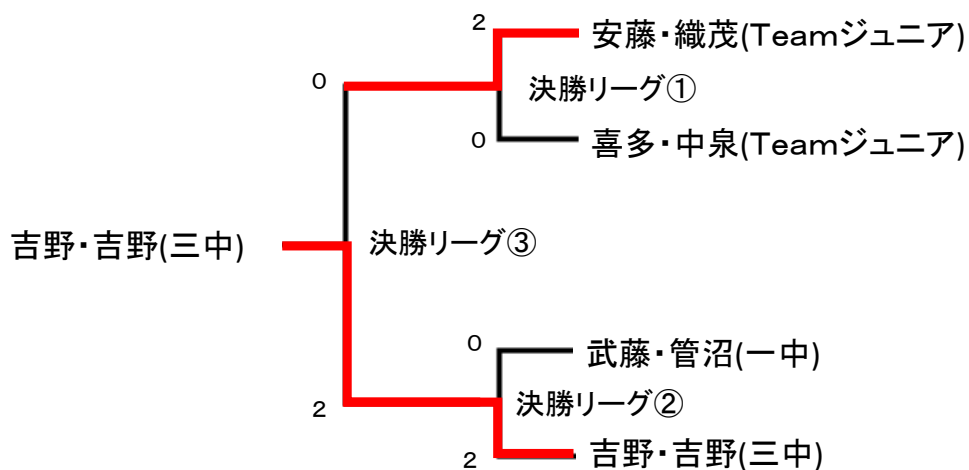 2
安藤・織茂(Teamジュニア)
0
決勝リーグ①
0
喜多・中泉(Teamジュニア)
吉野・吉野(三中)
決勝リーグ③
0
武藤・管沼(一中)
2
決勝リーグ②
2
吉野・吉野(三中)